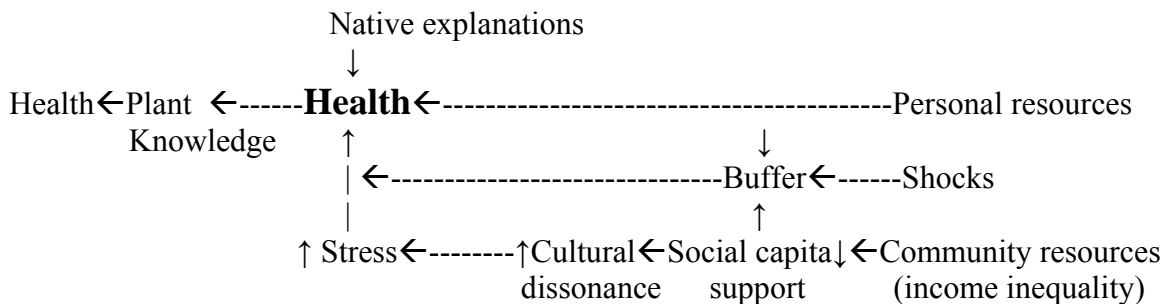 Native explanations
↓
Health←Plant ←------Health←----------------------------------------Personal resources
Knowledge ↑ ↓
| ←-------------------------------Buffer←------Shocks
| ↑
↑ Stress←--------↑Cultural←Social capita↓ ←Community resources
dissonance support (income inequality)